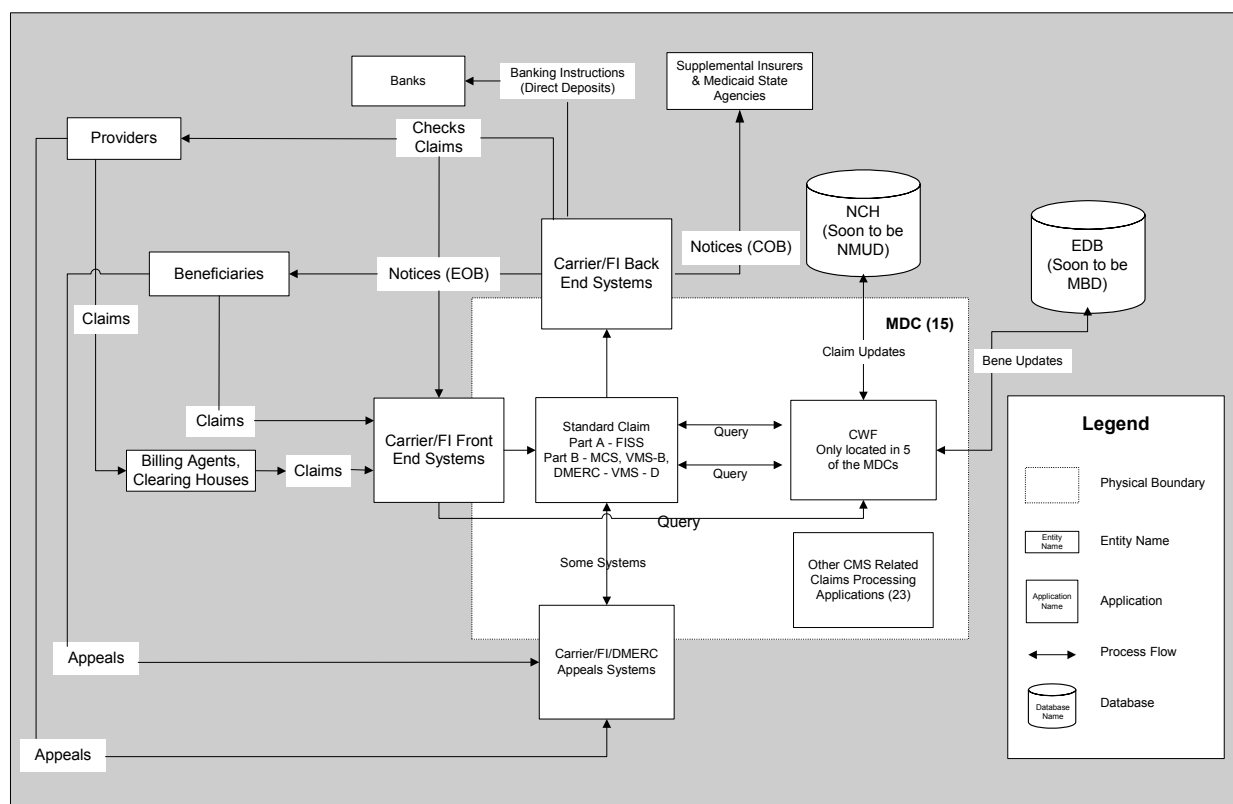 Banks
Banking Instructions
(Direct Deposits)
Supplemental Insurers
& Medicaid State
Agencies
Providers
Checks
Claims
NCH
(Soon to be
NMUD)
EDB
(Soon to be
MBD)
Beneficiaries
Notices (EOB)
Carrier/FI Back
End Systems
Notices (COB)
MDC (15)
Claims
Claim Updates
Bene Updates
Claims
Carrier/FI Front
End Systems
Standard Claim
Part A - FISS
Part B - MCS, VMS-B,
DMERC - VMS - D
Query
Query
CWF
Only located in 5
of the MDCs
Billing Agents,
Clearing Houses
Claims
Query
Some Systems
Other CMS Related
Claims Processing
Applications (23)
Appeals
Carrier/FI/DMERC
Appeals Systems
Appeals
Legend
Physical Boundary
Entity
Name
Entity Name
Application
Name
Application
Process Flow
Database
Name
Database